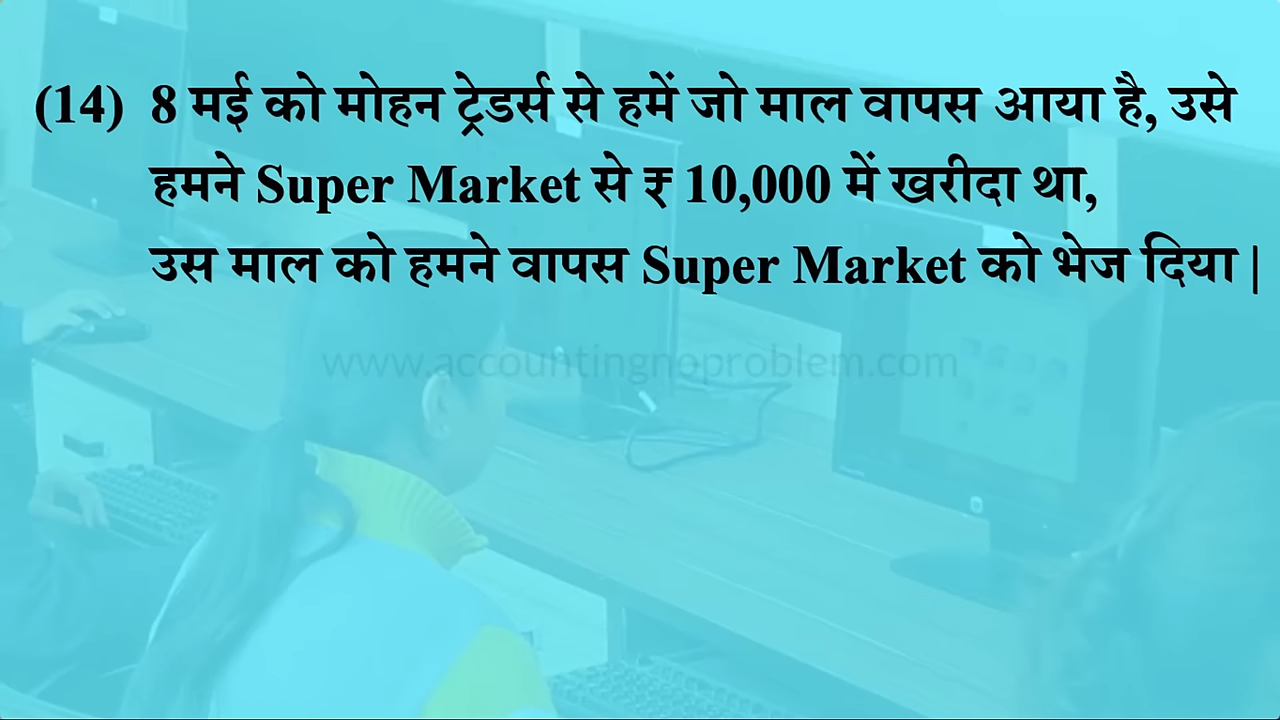 (14) 8 मई को मोहन ट्रेडर्स से हमें जो माल वापस आया है, उसे
हमने Super Market से ₹ 10,000 में खरीदा था,
उस माल को हमने वापस Super Market को भेज दिया |
www.accountingnoproblem.com